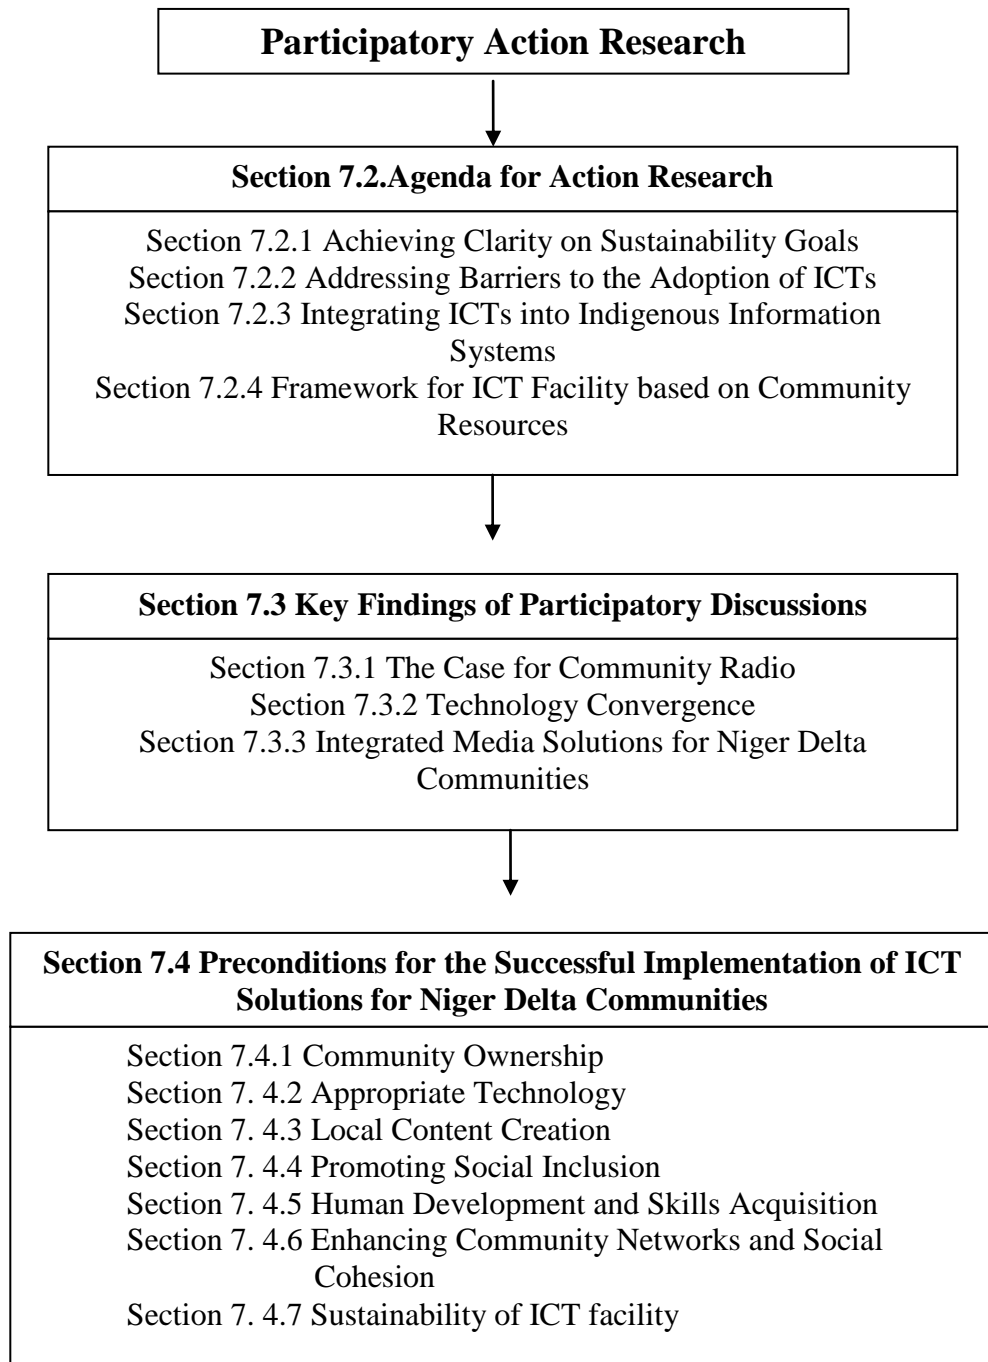 Participatory Action Research
Section 7.2.Agenda for Action Research
Section 7.2.1 Achieving Clarity on Sustainability Goals
Section 7.2.2 Addressing Barriers to the Adoption of ICTs
Section 7.2.3 Integrating ICTs into Indigenous Information
Systems
Section 7.2.4 Framework for ICT Facility based on Community
Resources
Section 7.3 Key Findings of Participatory Discussions
Section 7.3.1 The Case for Community Radio
Section 7.3.2 Technology Convergence
Section 7.3.3 Integrated Media Solutions for Niger Delta
Communities
Section 7.4 Preconditions for the Successful Implementation of ICT
Solutions for Niger Delta Communities
Section 7.4.1 Community Ownership
Section 7. 4.2 Appropriate Technology
Section 7. 4.3 Local Content Creation
Section 7. 4.4 Promoting Social Inclusion
Section 7. 4.5 Human Development and Skills Acquisition
Section 7. 4.6 Enhancing Community Networks and Social
Cohesion
Section 7. 4.7 Sustainability of ICT facility